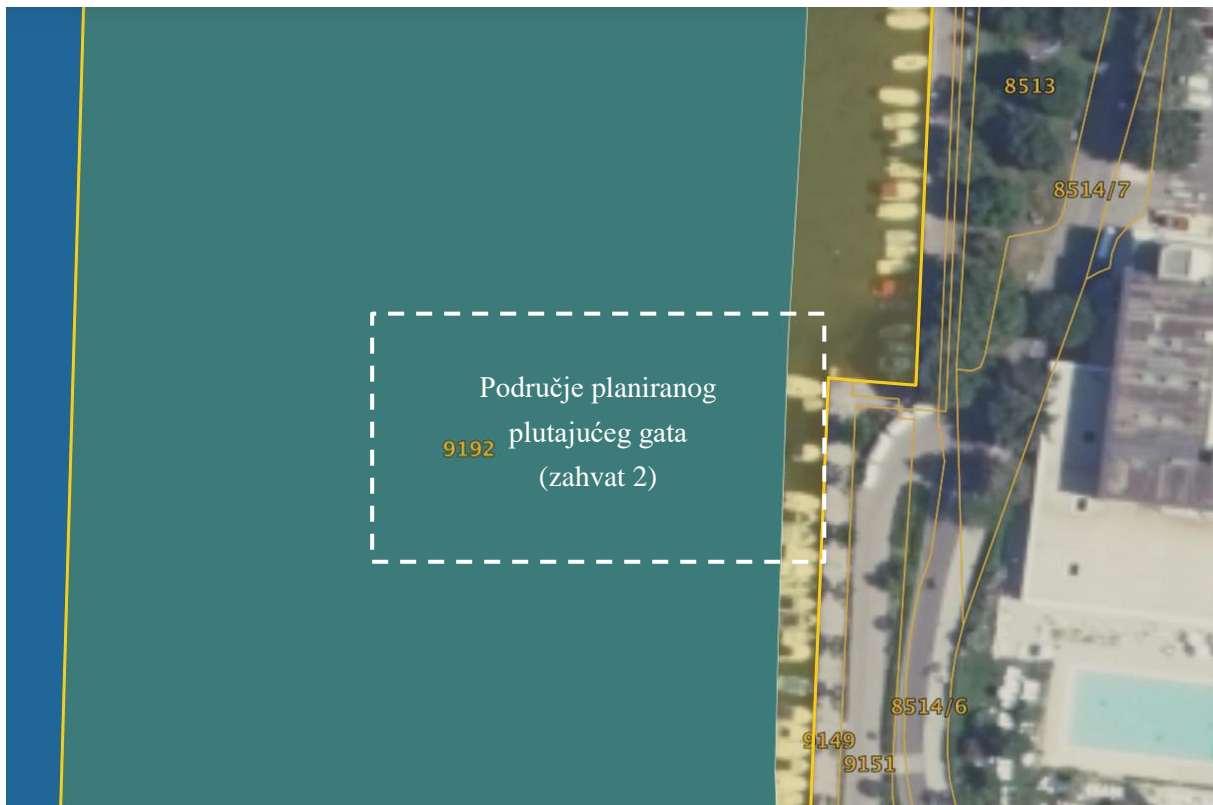 8513
8514/7
Područje planiranog
plutajućeg gata
9192
(zahvat 2)
8514/6
9149
9151